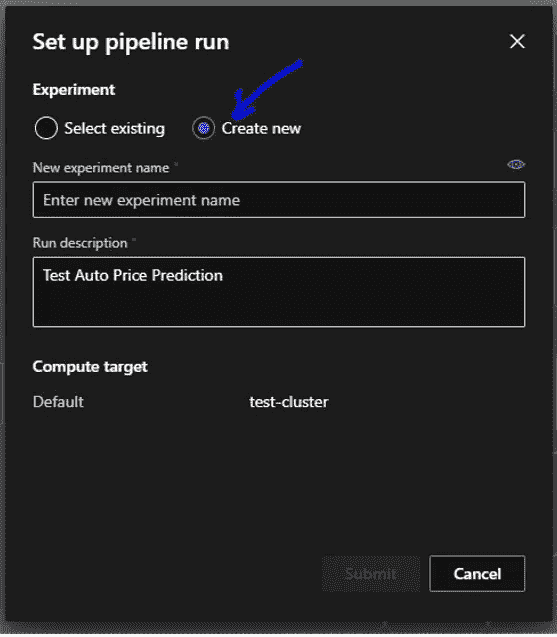 Set up pipeline run
Experiment
Select existing
Create new
New experiment name *
Enter new experiment name
Run description *
Test Auto Price Prediction
Compute target
Default test-cluster
Submit Cancel